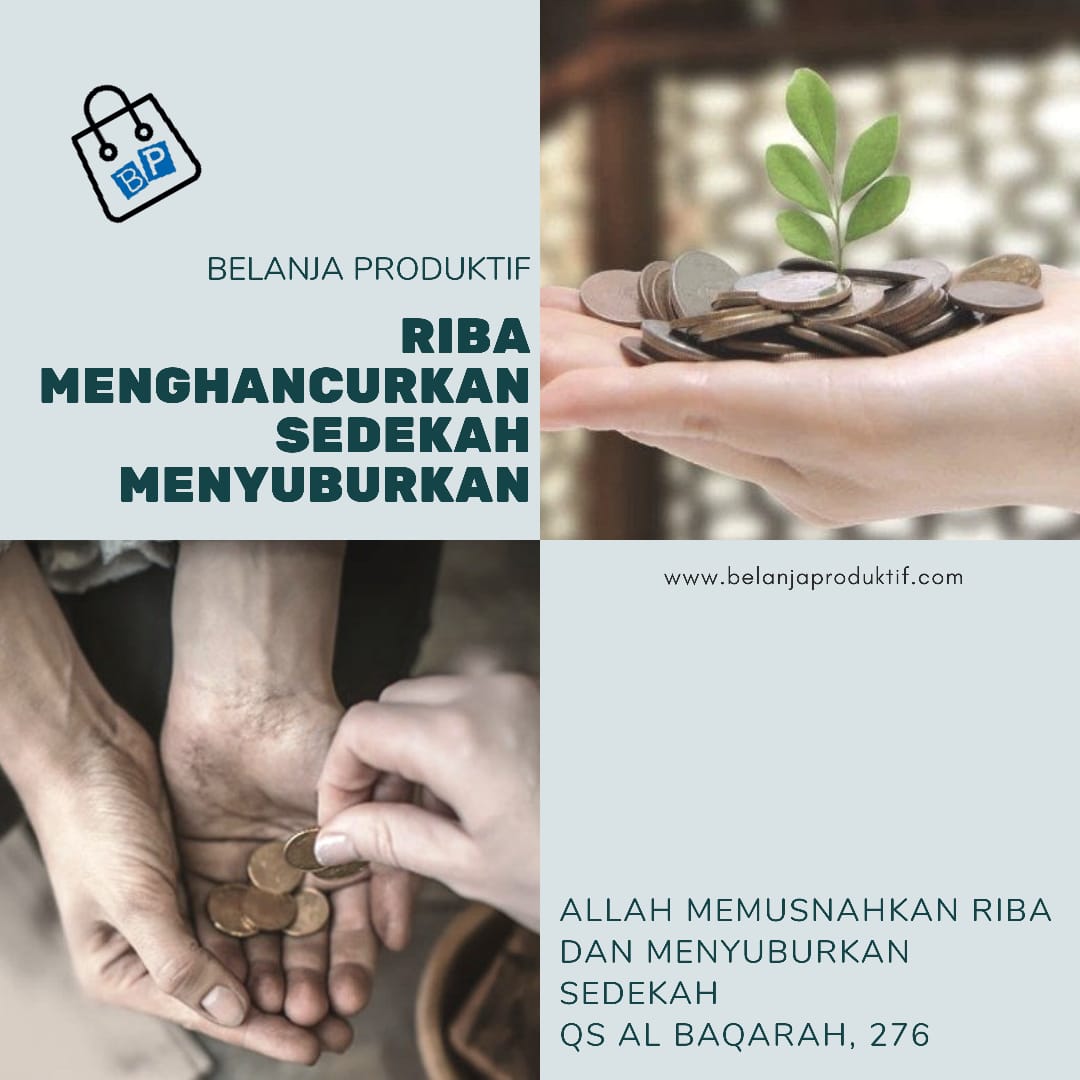 BP
BELANJA PRODUKTIF
RIBA
MENGHANCURKAN
SEDEKAH
MENYUBURKAN
www.belanjaproduktif.com
ALLAH MEMUSNAHKAN RIBA
DAN MENYUBURKAN
SEDEKAH
QS AL BAQARAH, 276